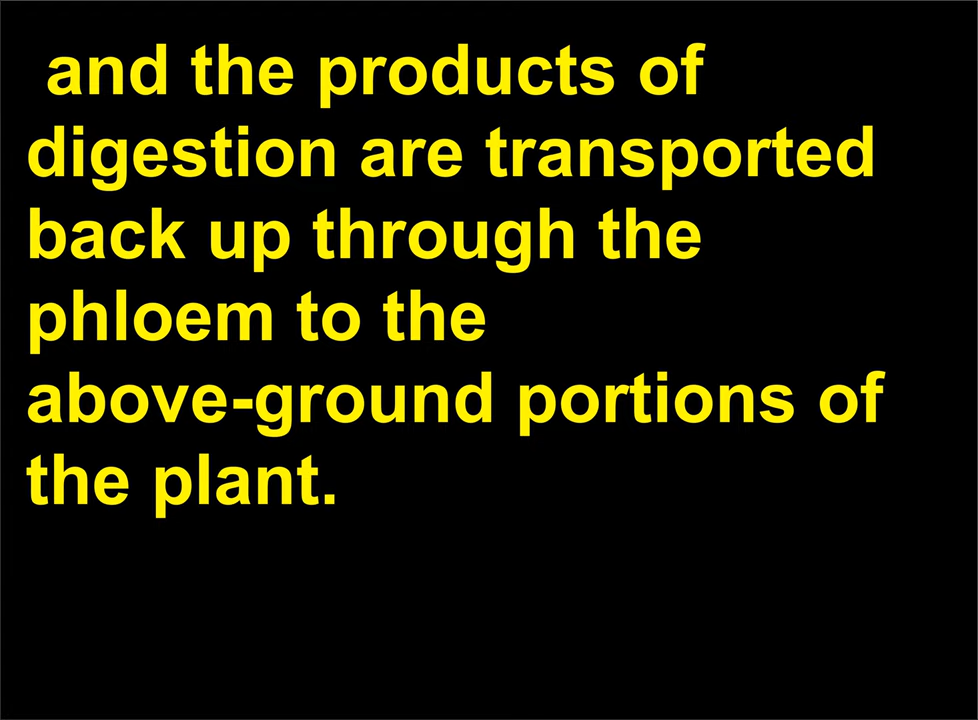 and the products of
digestion are transported
back up through the
phloem to the
above-ground portions of
the plant.